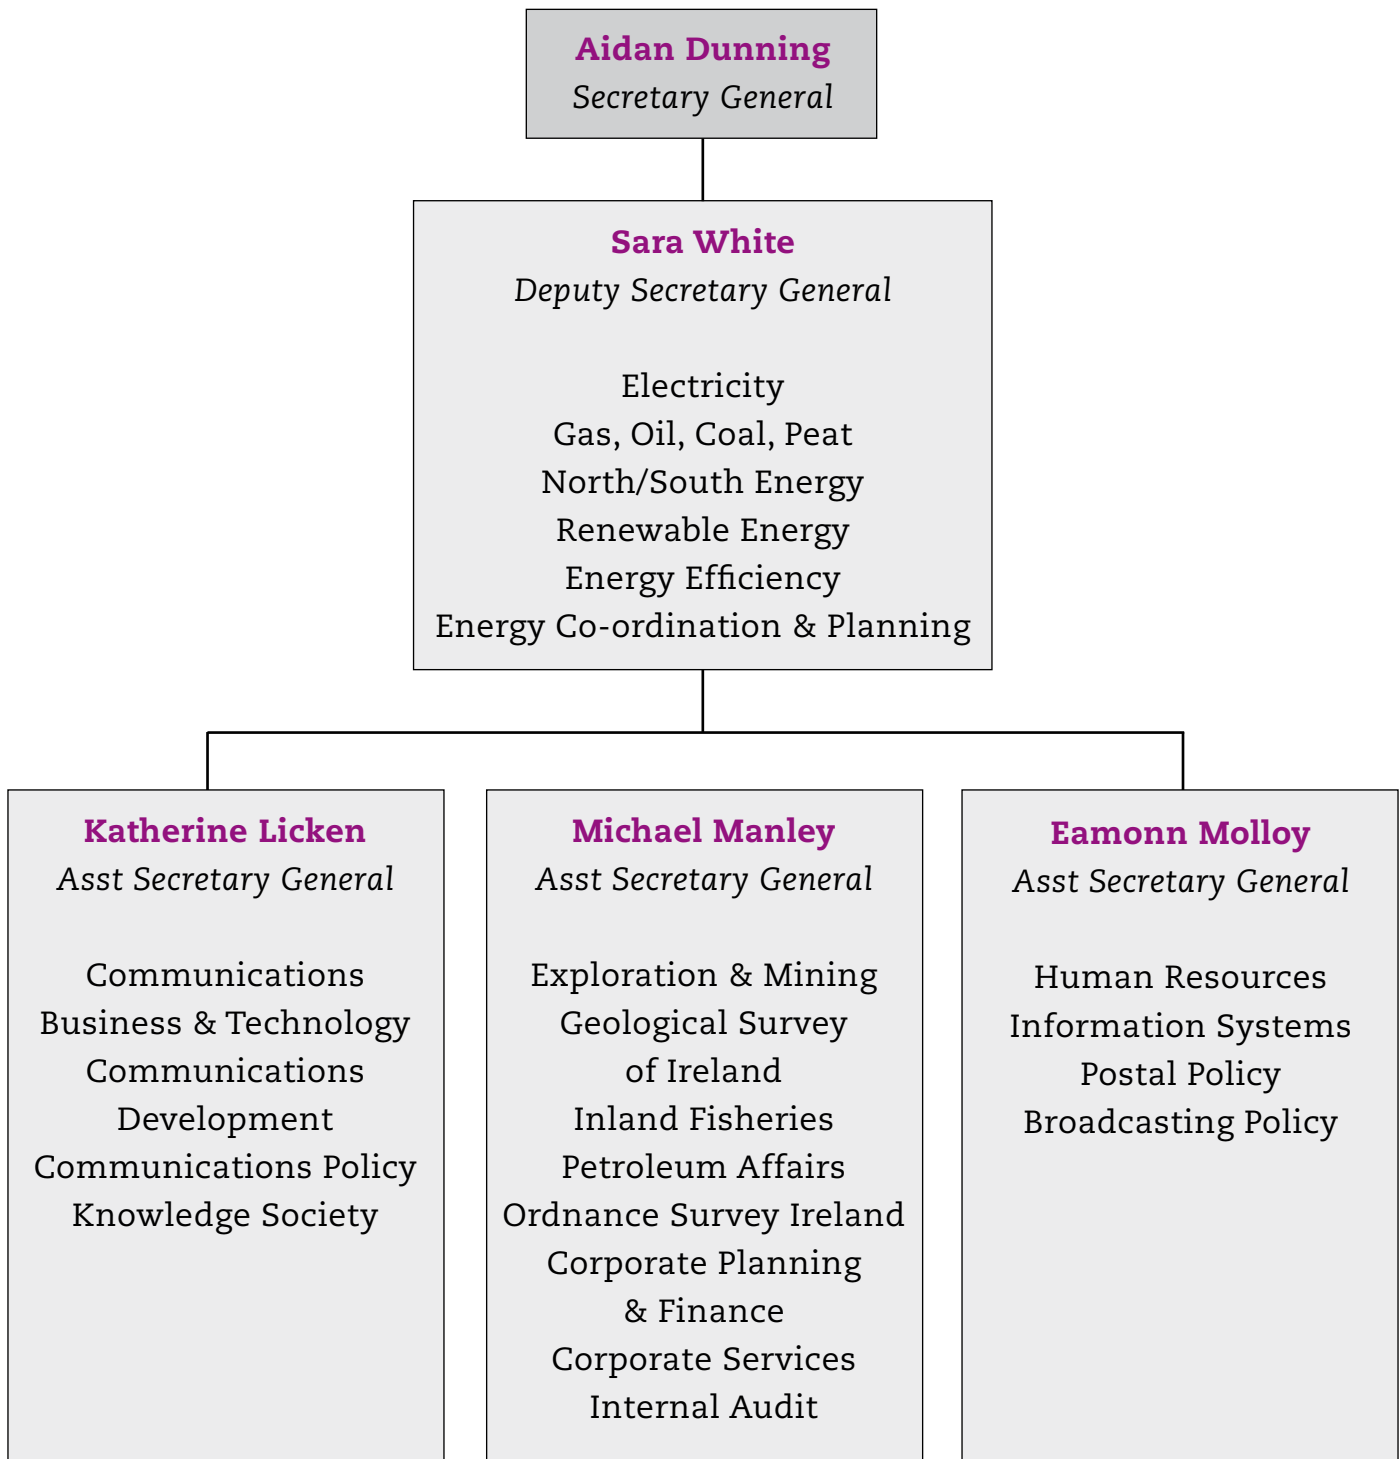 Aidan Dunning
Secretary General
Sara White
Deputy Secretary General
Electricity
Gas, Oil, Coal, Peat
North/South Energy
Renewable Energy
Energy Efficiency
Energy Co-ordination & Planning
Katherine Licken
Asst Secretary General
Communications
Business & Technology
Communications
Development
Communications Policy
Knowledge Society
Michael Manley
Asst Secretary General
Exploration & Mining
Geological Survey
of Ireland
Inland Fisheries
Petroleum Affairs
Ordnance Survey Ireland
Corporate Planning
& Finance
Corporate Services
Internal Audit
Eamonn Molloy
Asst Secretary General
Human Resources
Information Systems
Postal Policy
Broadcasting Policy